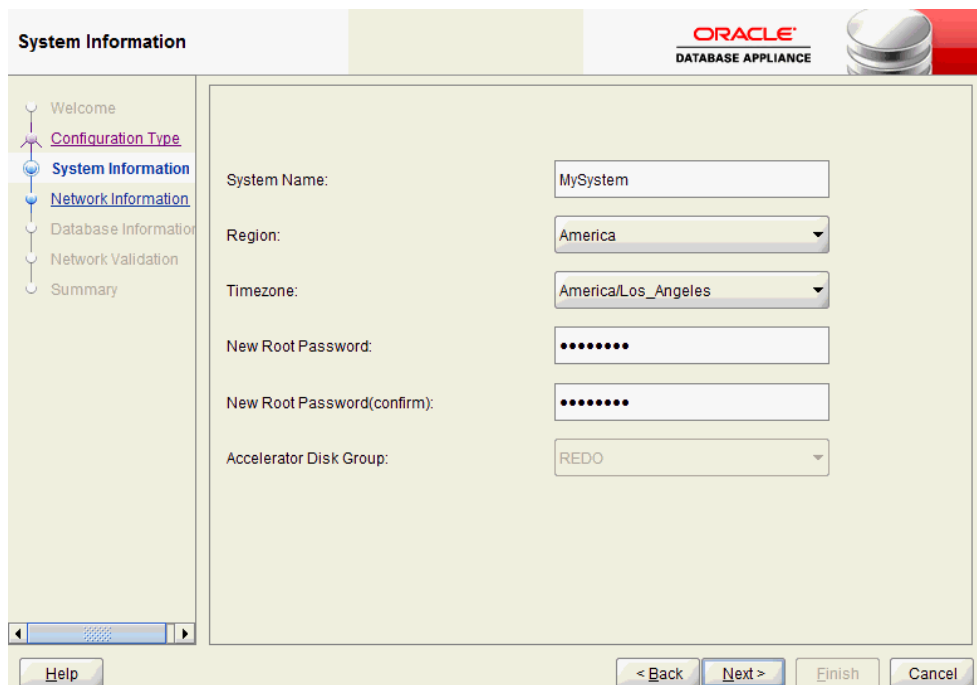 System Information
ORACLE
DATABASE APPLIANCE
Welcome
Configuration Type
System Information
Network Information
Database Information
Network Validation
Summary
System Name:
MySystem
Region:
America
Timezone:
America/Los_Angeles
New Root Password:
••••••••
New Root Password(confirm):
••••••••
Accelerator Disk Group:
REDO
Help
< Back
Next >
Finish
Cancel